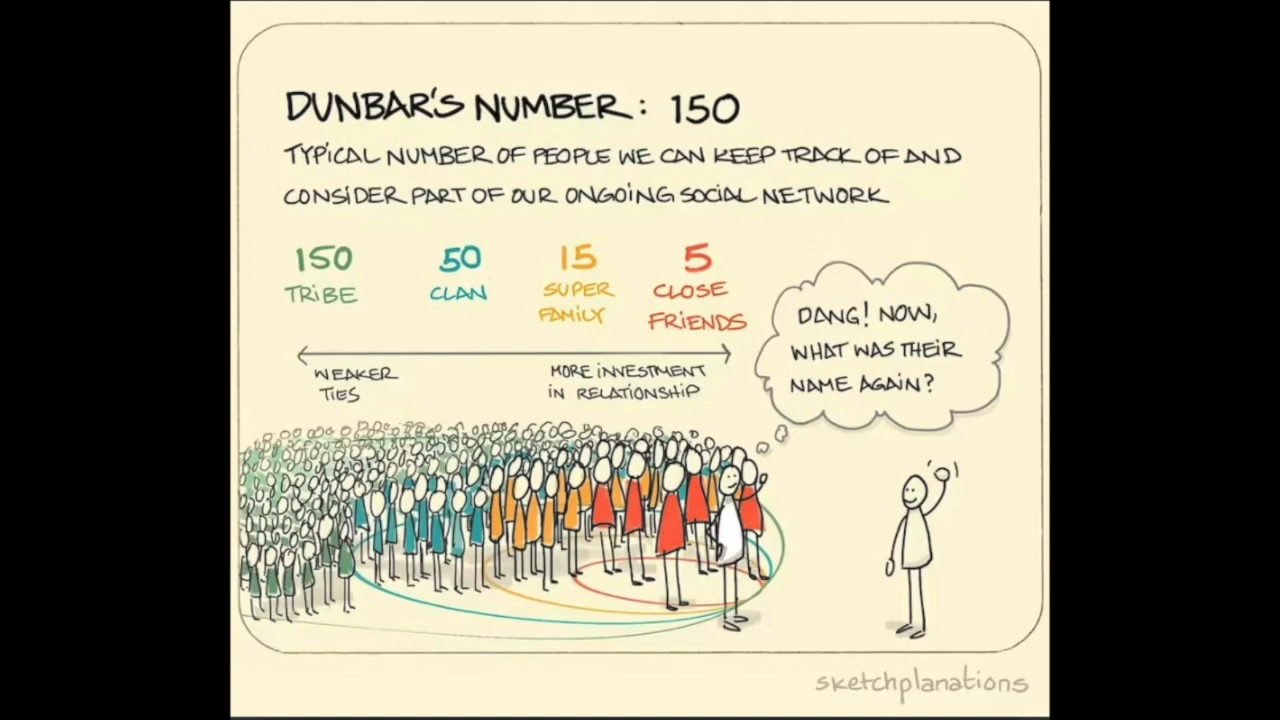 DUNBAR'S NUMBER: 150
TYPICAL NUMBER OF PEOPLE WE CAN KEEP TRACK OF AND
CONSIDER PART OF OUR ONGOING SOCIAL NETWORK
150
TRIBE
50
CLAN
15
SUPER
FAMILY
5
CLOSE
FRIENDS
WEAKER
TIES
MORE INVESTMENT
IN RELATIONSHIP
DANG! NOW,
WHAT WAS THEIR
NAME AGAIN?
sketchplanations